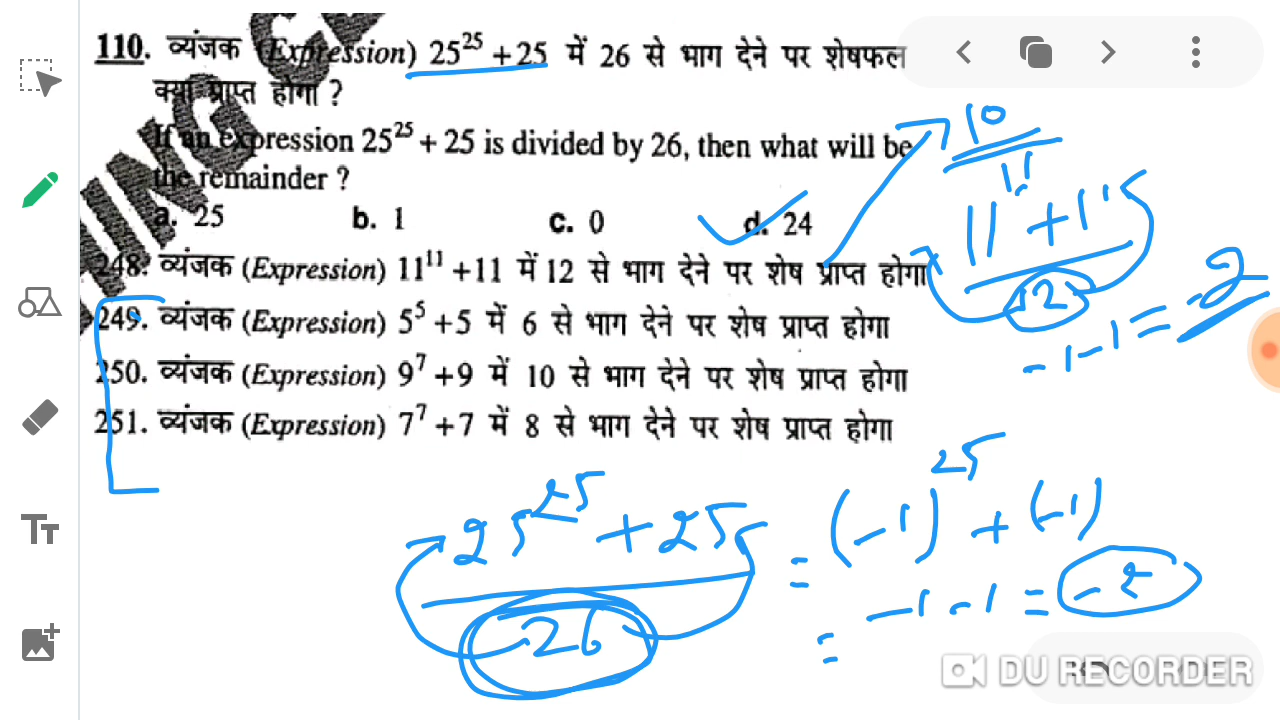 110. व्यंजक (Expression) 25²⁵ + 25 में 26 से भाग देने पर शेषफल
क्या प्राप्त होगा ?
If an expression 25²⁵ + 25 is divided by 26, then what will be
the remainder ?
a. 25 b. 1 c. 0 d. 24
248. व्यंजक (Expression) 11¹¹ +11 में 12 से भाग देने पर शेष प्राप्त होगा
249. व्यंजक (Expression) 5⁵ +5 में 6 से भाग देने पर शेष प्राप्त होगा
250. व्यंजक (Expression) 9⁷ +9 में 10 से भाग देने पर शेष प्राप्त होगा
251. व्यंजक (Expression) 7⁷ +7 में 8 से भाग देने पर शेष प्राप्त होगा
10
11
11 + 11
12
-1-1 = -2
25²⁵ + 25 = (-1)²⁵ + (-1)
26
= -1 -1 = -2
Tт
DU RECORDER